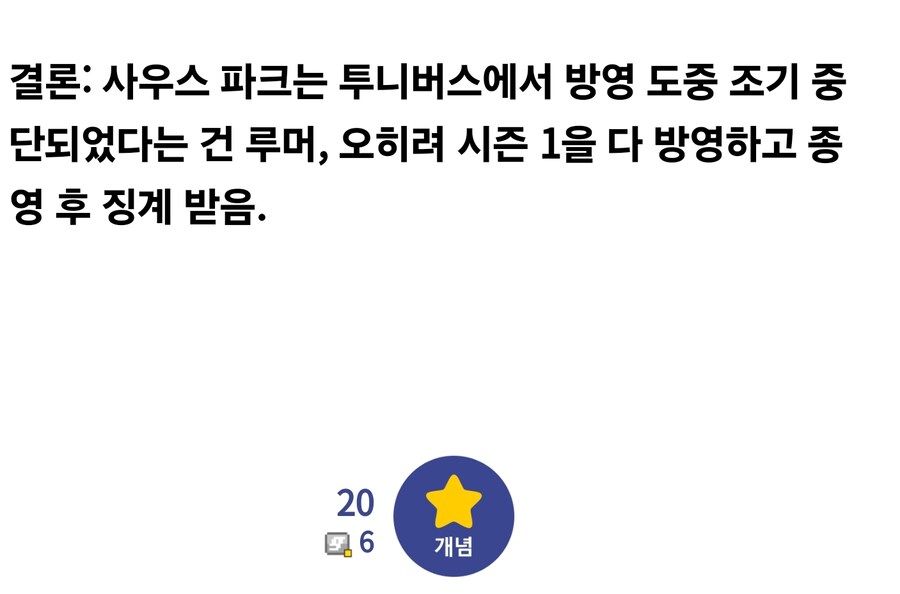 결론: 사우스 파크는 투니버스에서 방영 도중 조기 중
단되었다는 건 루머, 오히려 시즌 1을 다 방영하고 종
영 후 징계 받음.
20
6
개념